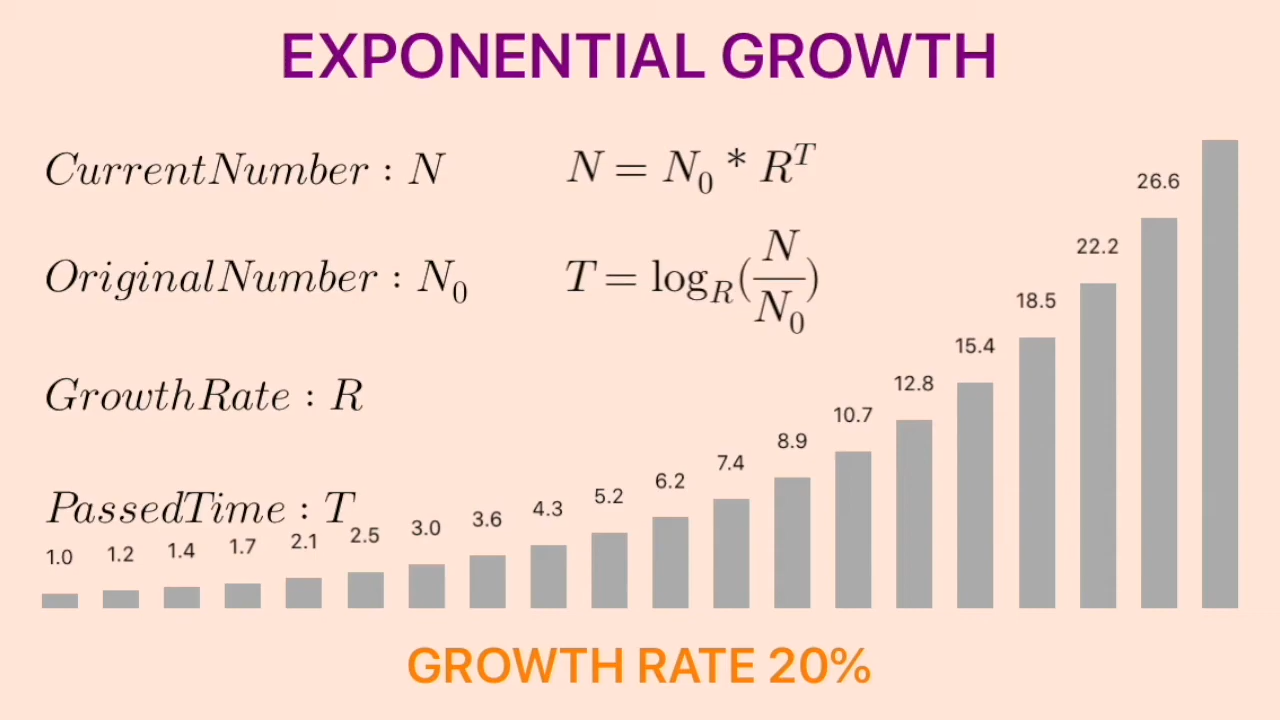 EXPONENTIAL GROWTH
CurrentNumber : N
N = N₀ * R^T
OriginalNumber : N₀
T = log_R(N/N₀)
GrowthRate : R
PassedTime : T
1.0 1.2 1.4 1.7 2.1 2.5 3.0 3.6 4.3 5.2 6.2 7.4 8.9 10.7 12.8 15.4 18.5 22.2 26.6
GROWTH RATE 20%